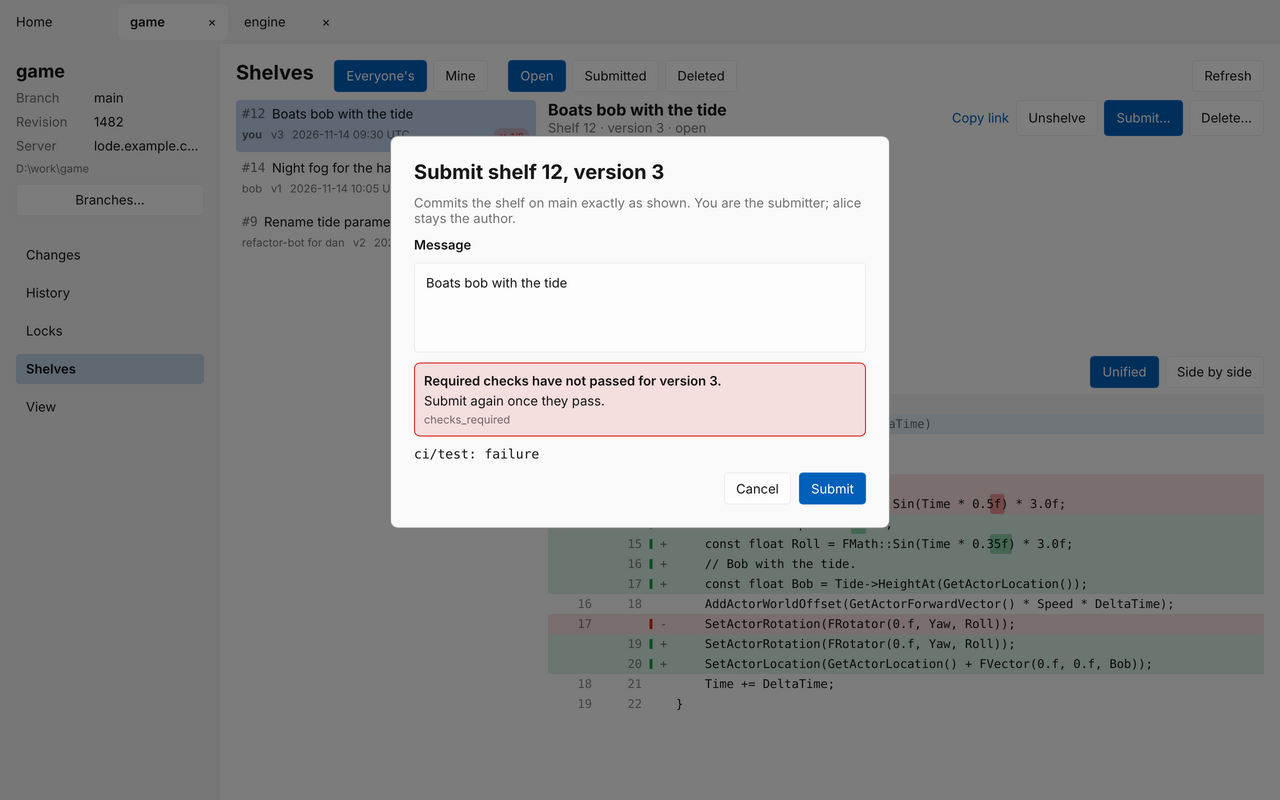 Home
game ×
engine ×
game
Branch main
Revision 1482
Server lode.example.c...
D:\work\game
Branches...
Changes
History
Locks
Shelves
View
Shelves
Everyone's
Mine
Open
Submitted
Deleted
Refresh
#12 Boats bob with the tide
you v3 2026-11-14 09:30 UTC
#14 Night fog for the ha
bob v1 2026-11-14 10:05 U
#9 Rename tide parame
refactor-bot for dan v2 202
Boats bob with the tide
Shelf 12 · version 3 · open
Copy link
Unshelve
Submit...
Delete...
Unified
Side by side
Submit shelf 12, version 3
Commits the shelf on main exactly as shown. You are the submitter; alice
stays the author.
Message
Boats bob with the tide
Required checks have not passed for version 3.
Submit again once they pass.
checks_required
ci/test: failure
Cancel
Submit
aTime)
Sin(Time * 0.5f) * 3.0f;
15 + const float Roll = FMath::Sin(Time * 0.35f) * 3.0f;
16 + // Bob with the tide.
17 + const float Bob = Tide->HeightAt(GetActorLocation());
16 18 AddActorWorldOffset(GetActorForwardVector() * Speed * DeltaTime);
17 - SetActorRotation(FRotator(0.f, Yaw, Roll));
19 + SetActorRotation(FRotator(0.f, Yaw, Roll));
20 + SetActorLocation(GetActorLocation() + FVector(0.f, 0.f, Bob));
18 21 Time += DeltaTime;
19 22 }